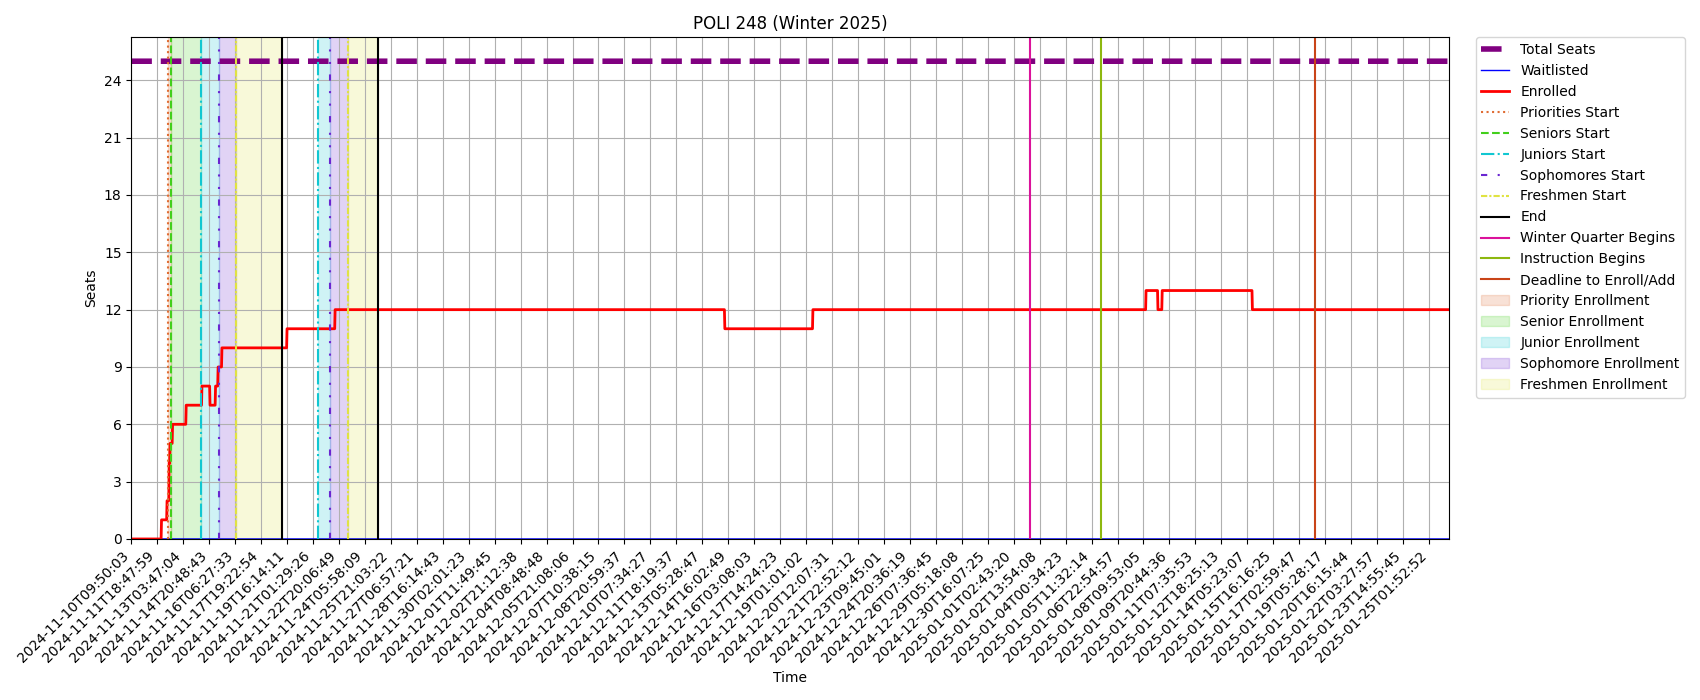 POLI 248 (Winter 2025)
Seats
24
21
18
15
12
9
6
3
0
2024-11-10T09:50:03
2024-11-11T18:47:59
2024-11-13T03:47:04
2024-11-14T20:48:43
2024-11-16T06:27:33
2024-11-17T19:22:54
2024-11-19T16:14:11
2024-11-21T01:29:26
2024-11-22T20:06:49
2024-11-24T05:58:09
2024-11-25T21:03:22
2024-11-27T06:57:21
2024-11-28T16:14:43
2024-11-30T02:01:23
2024-12-01T11:49:45
2024-12-02T21:12:38
2024-12-04T08:48:48
2024-12-05T21:08:06
2024-12-07T10:38:15
2024-12-08T20:59:37
2024-12-10T07:34:27
2024-12-11T18:19:37
2024-12-13T05:28:47
2024-12-14T16:02:49
2024-12-16T03:08:03
2024-12-17T14:24:23
2024-12-19T01:01:02
2024-12-20T12:07:31
2024-12-21T22:52:12
2024-12-23T09:45:01
2024-12-24T20:36:19
2024-12-26T07:36:45
2024-12-29T05:18:09
2024-12-30T16:07:25
2025-01-01T02:43:20
2025-01-02T13:54:08
2025-01-04T00:34:23
2025-01-05T11:32:14
2025-01-06T22:54:57
2025-01-08T09:53:05
2025-01-09T20:44:36
2025-01-11T07:35:53
2025-01-12T18:25:13
2025-01-14T05:23:07
2025-01-15T16:16:25
2025-01-17T02:59:47
2025-01-19T05:28:17
2025-01-20T16:15:44
2025-01-22T03:27:57
2025-01-23T14:55:45
2025-01-25T01:52:52
Time
Total Seats
Waitlisted
Enrolled
Priorities Start
Seniors Start
Juniors Start
Sophomores Start
Freshmen Start
End
Winter Quarter Begins
Instruction Begins
Deadline to Enroll/Add
Priority Enrollment
Senior Enrollment
Junior Enrollment
Sophomore Enrollment
Freshmen Enrollment